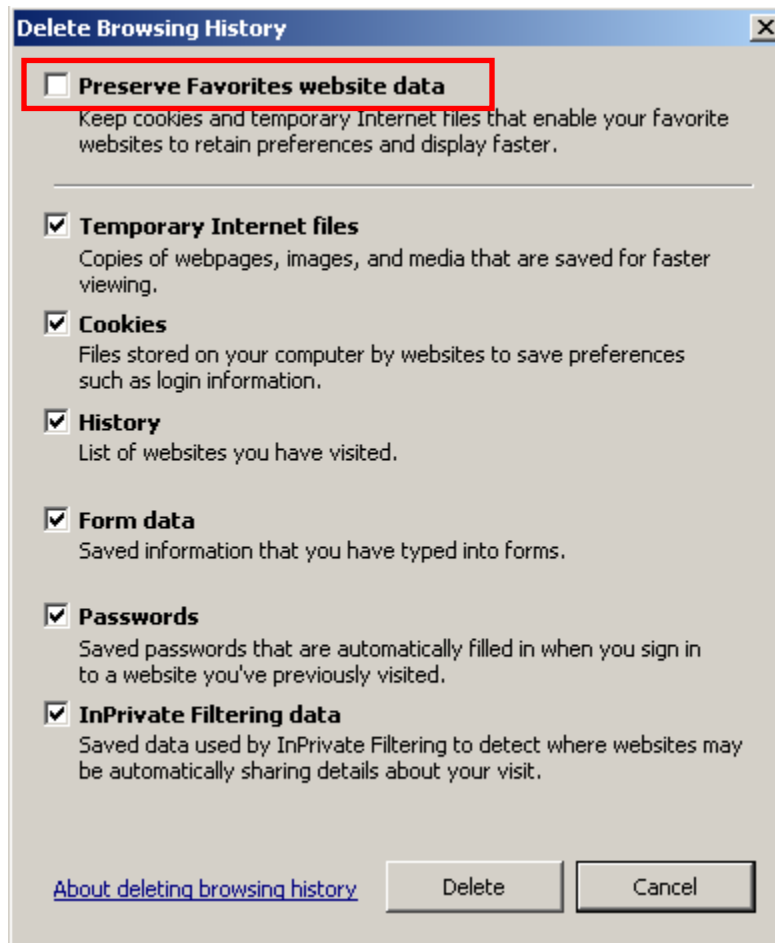 Delete Browsing History
Preserve Favorites website data
Keep cookies and temporary Internet files that enable your favorite
websites to retain preferences and display faster.
Temporary Internet files
Copies of webpages, images, and media that are saved for faster
viewing.
Cookies
Files stored on your computer by websites to save preferences
such as login information.
History
List of websites you have visited.
Form data
Saved information that you have typed into forms.
Passwords
Saved passwords that are automatically filled in when you sign in
to a website you've previously visited.
InPrivate Filtering data
Saved data used by InPrivate Filtering to detect where websites may
be automatically sharing details about your visit.
About deleting browsing history Delete Cancel